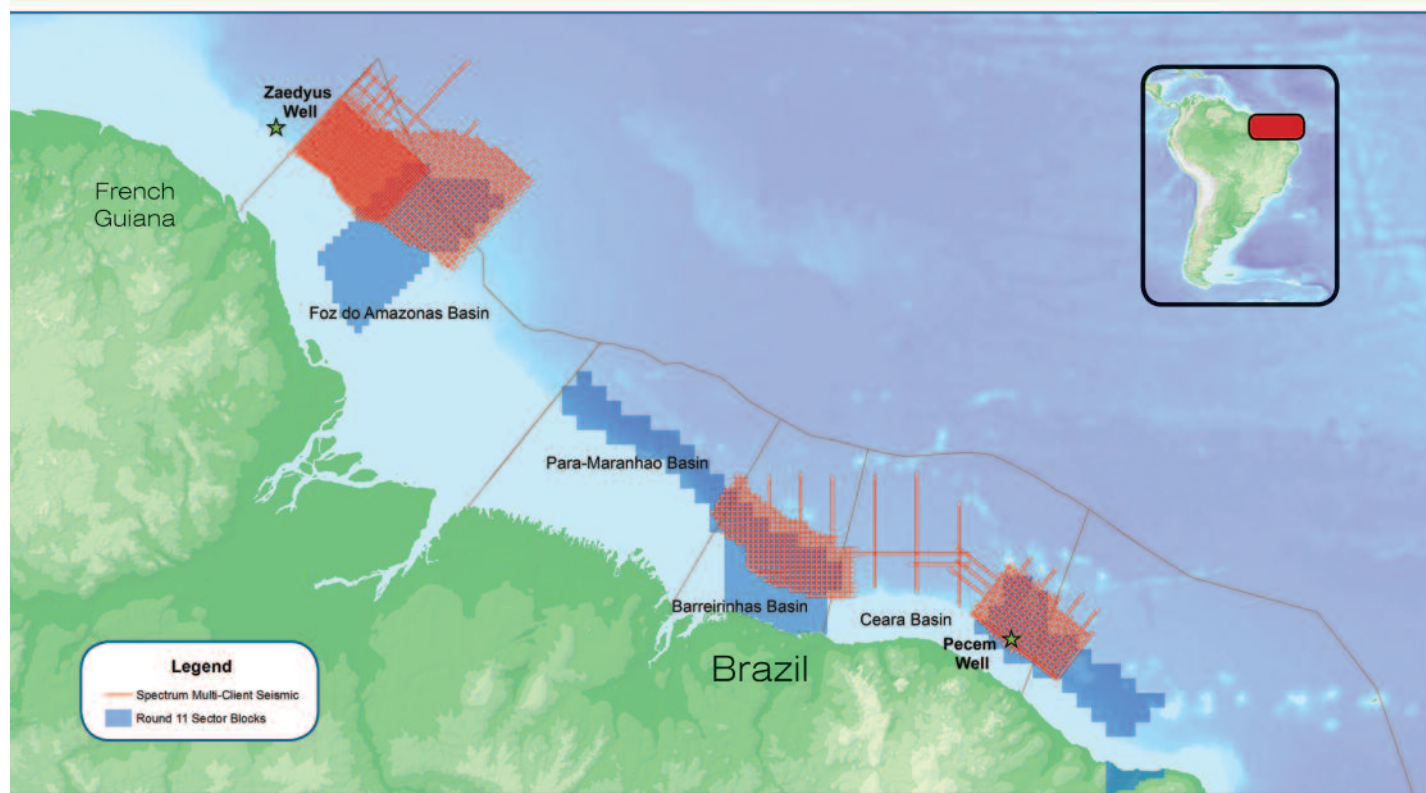 Zaedyus
Well
French
Guiana
Foz do Amazonas Basin
Para-Maranhao Basin
Barreirinhas Basin
Ceara Basin
Pecem
Well
Brazil
Legend
Spectrum Multi-Client Seismic
Round 11 Sector Blocks